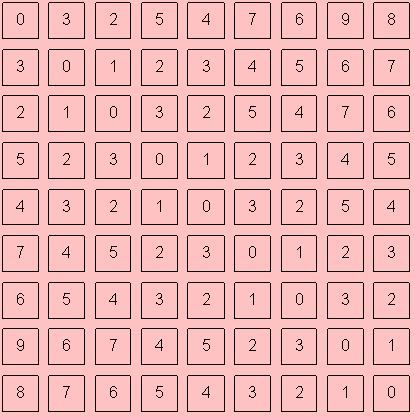 0 3 2 5 4 7 6 9 8
3 0 1 2 3 4 5 6 7
2 1 0 3 2 5 4 7 6
5 2 3 0 1 2 3 4 5
4 3 2 1 0 3 2 5 4
7 4 5 2 3 0 1 2 3
6 5 4 3 2 1 0 3 2
9 6 7 4 5 2 3 0 1
8 7 6 5 4 3 2 1 0